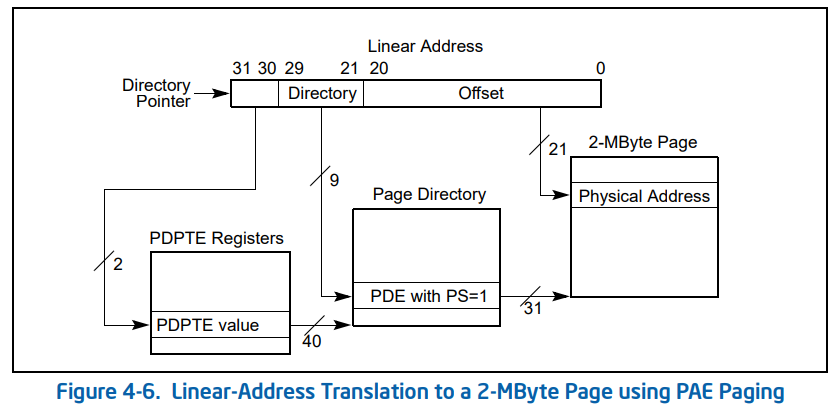 Linear Address
31 30 29 21 20 0
Directory
Pointer
Directory
Offset
21
2-MByte Page
9
Physical Address
Page Directory
PDPTE Registers
2
PDE with PS=1
31
PDPTE value
40
Figure 4-6. Linear-Address Translation to a 2-MByte Page using PAE Paging